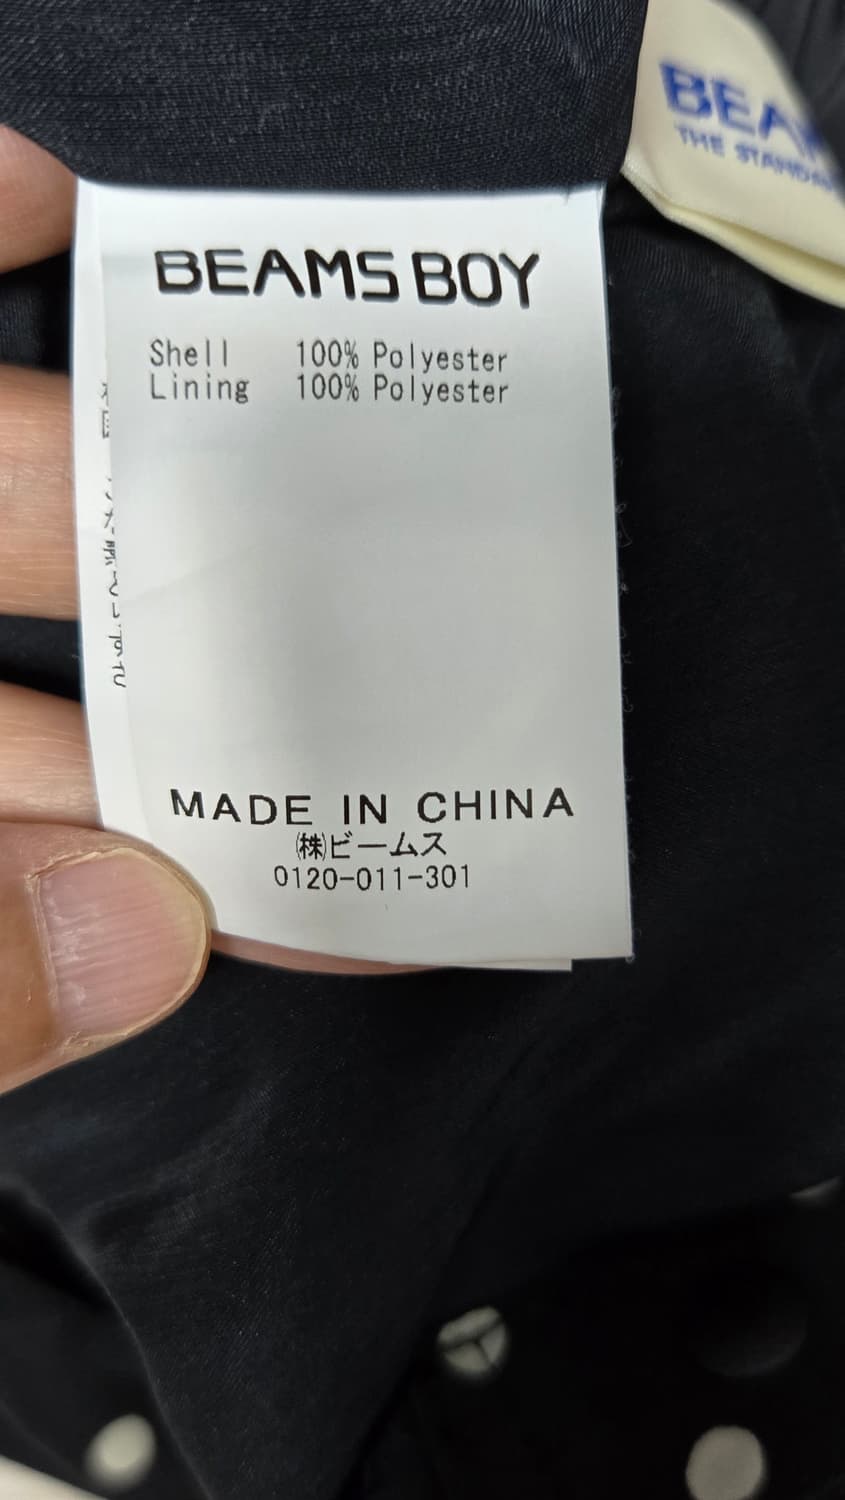 BEAMS BOY
Shell 100% Polyester
Lining 100% Polyester
MADE IN CHINA
㈱ビームス
0120-011-301
THE